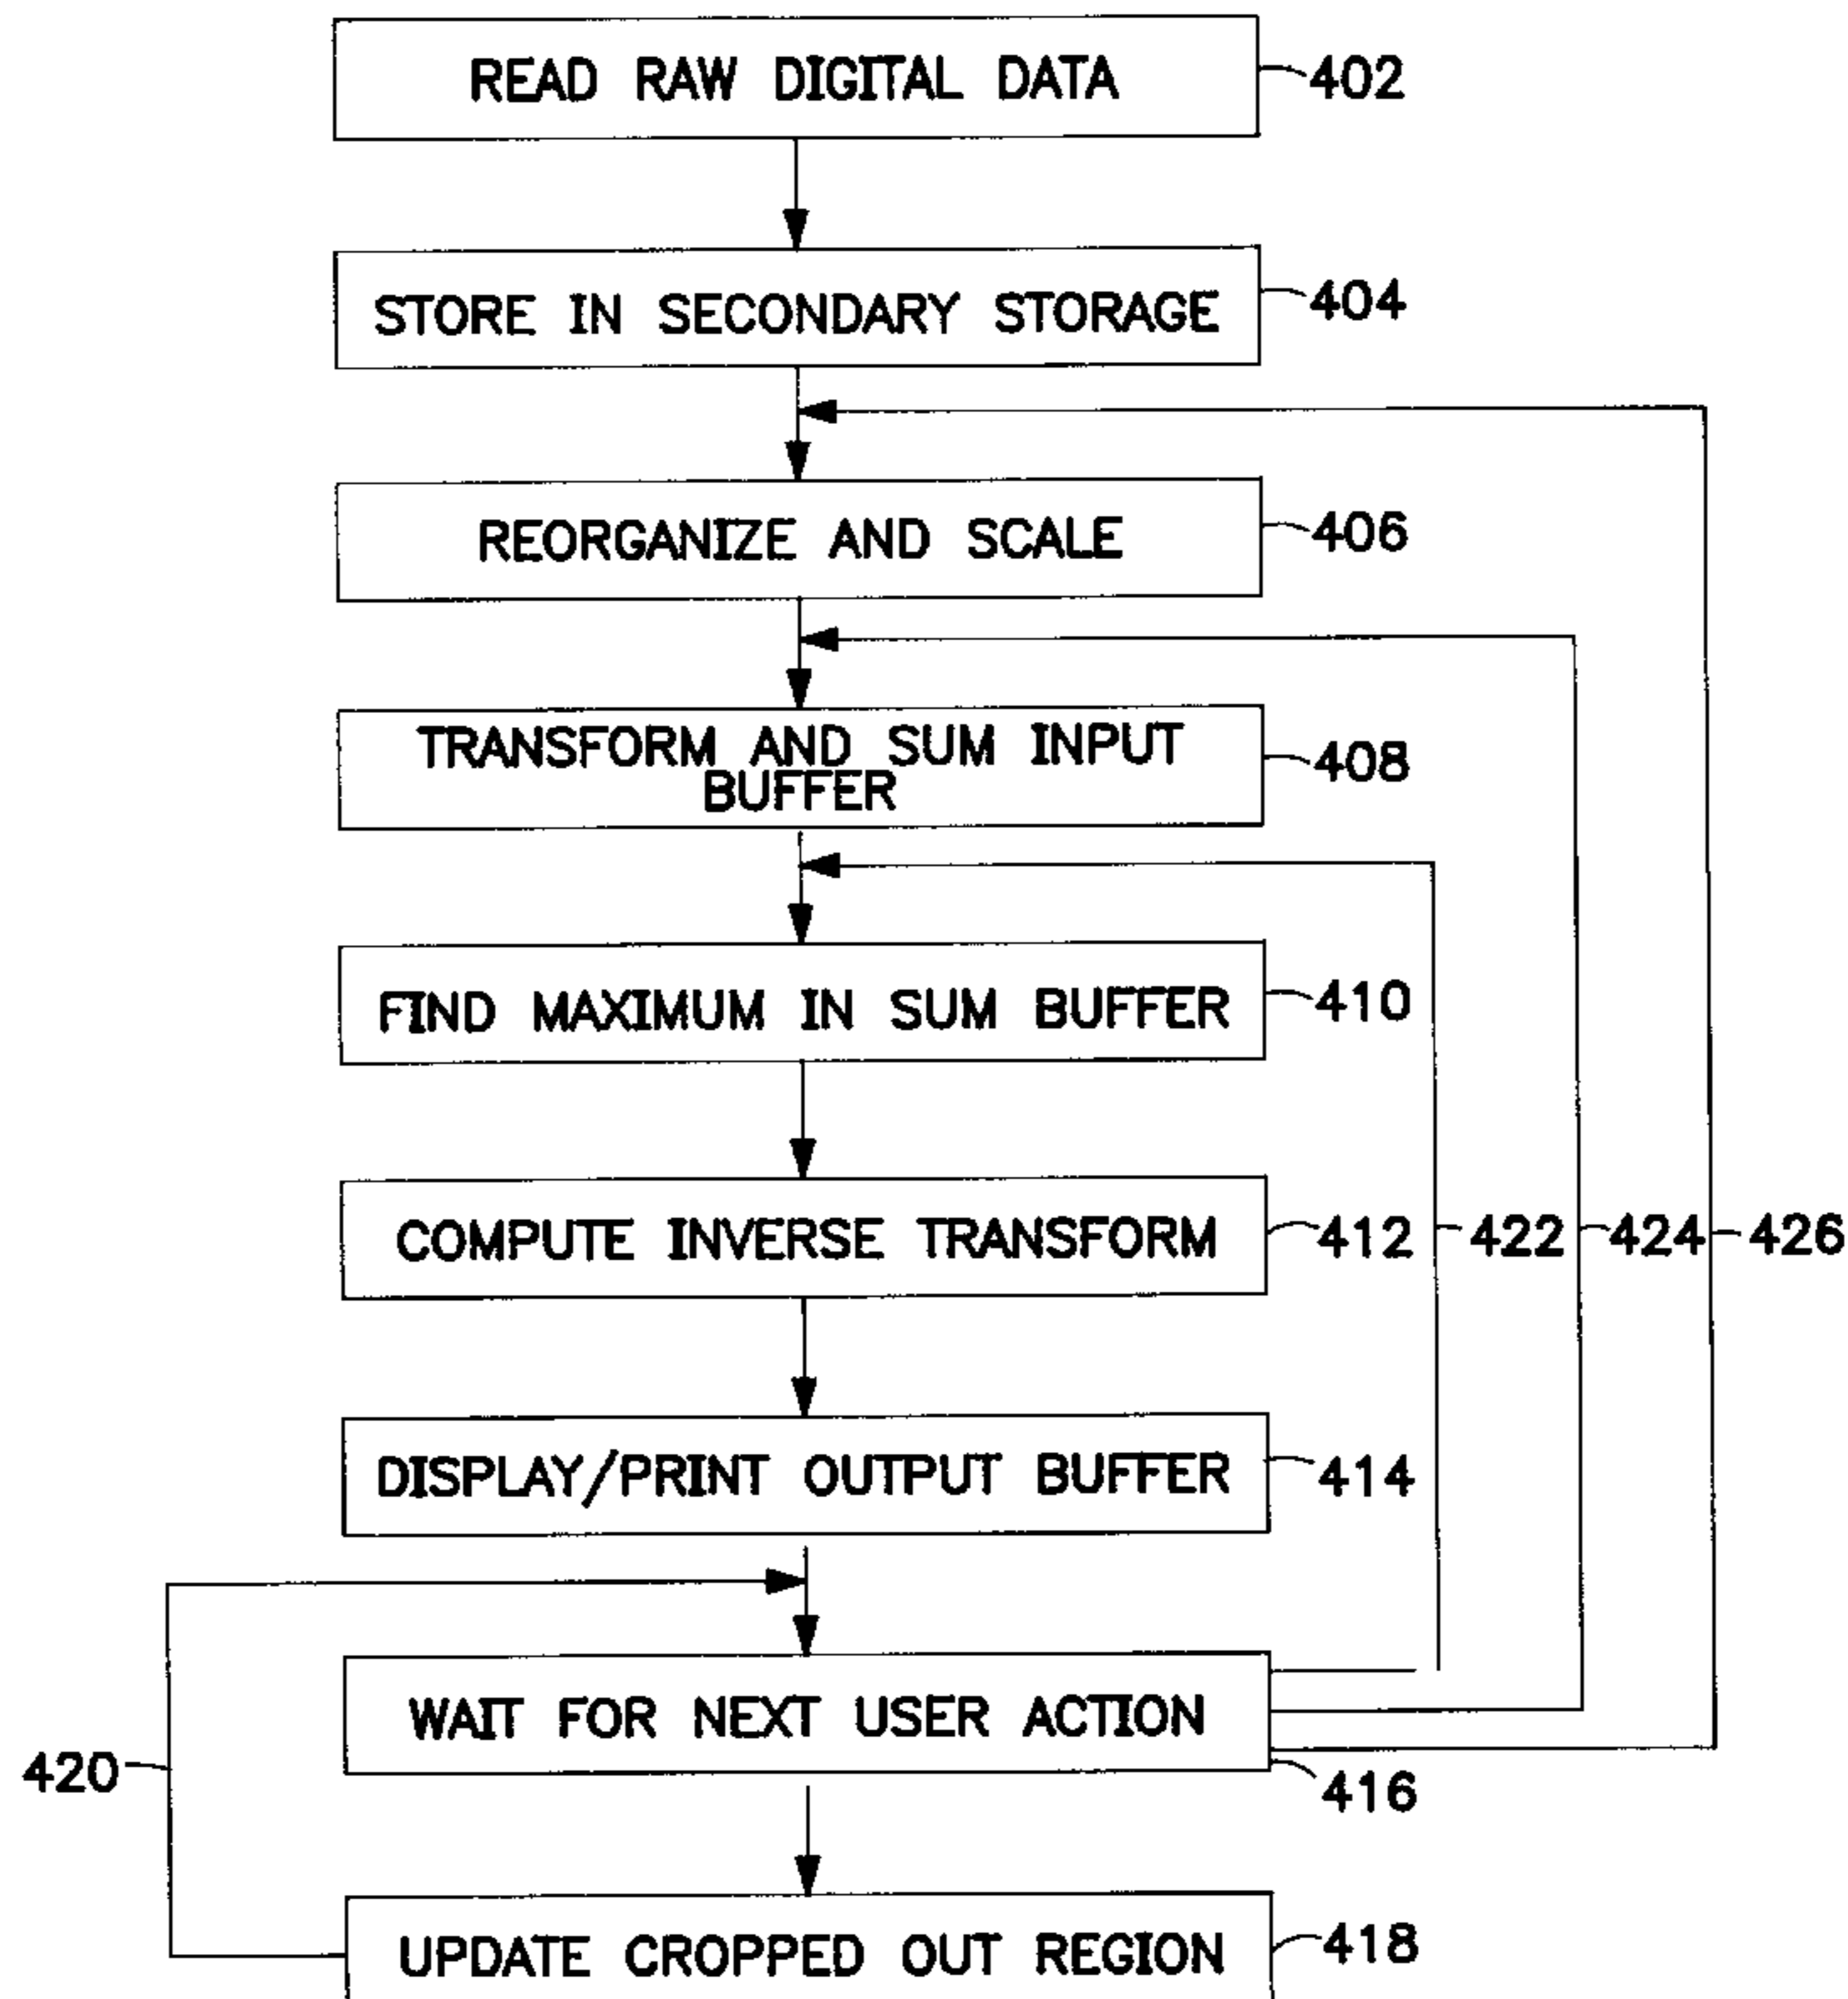 READ RAW DIGITAL DATA
402
STORE IN SECONDARY STORAGE
404
REORGANIZE AND SCALE
406
TRANSFORM AND SUM INPUT
BUFFER
408
FIND MAXIMUM IN SUM BUFFER
410
COMPUTE INVERSE TRANSFORM
412
422
424
426
DISPLAY/PRINT OUTPUT BUFFER
414
WAIT FOR NEXT USER ACTION
420
416
UPDATE CROPPED OUT REGION
418